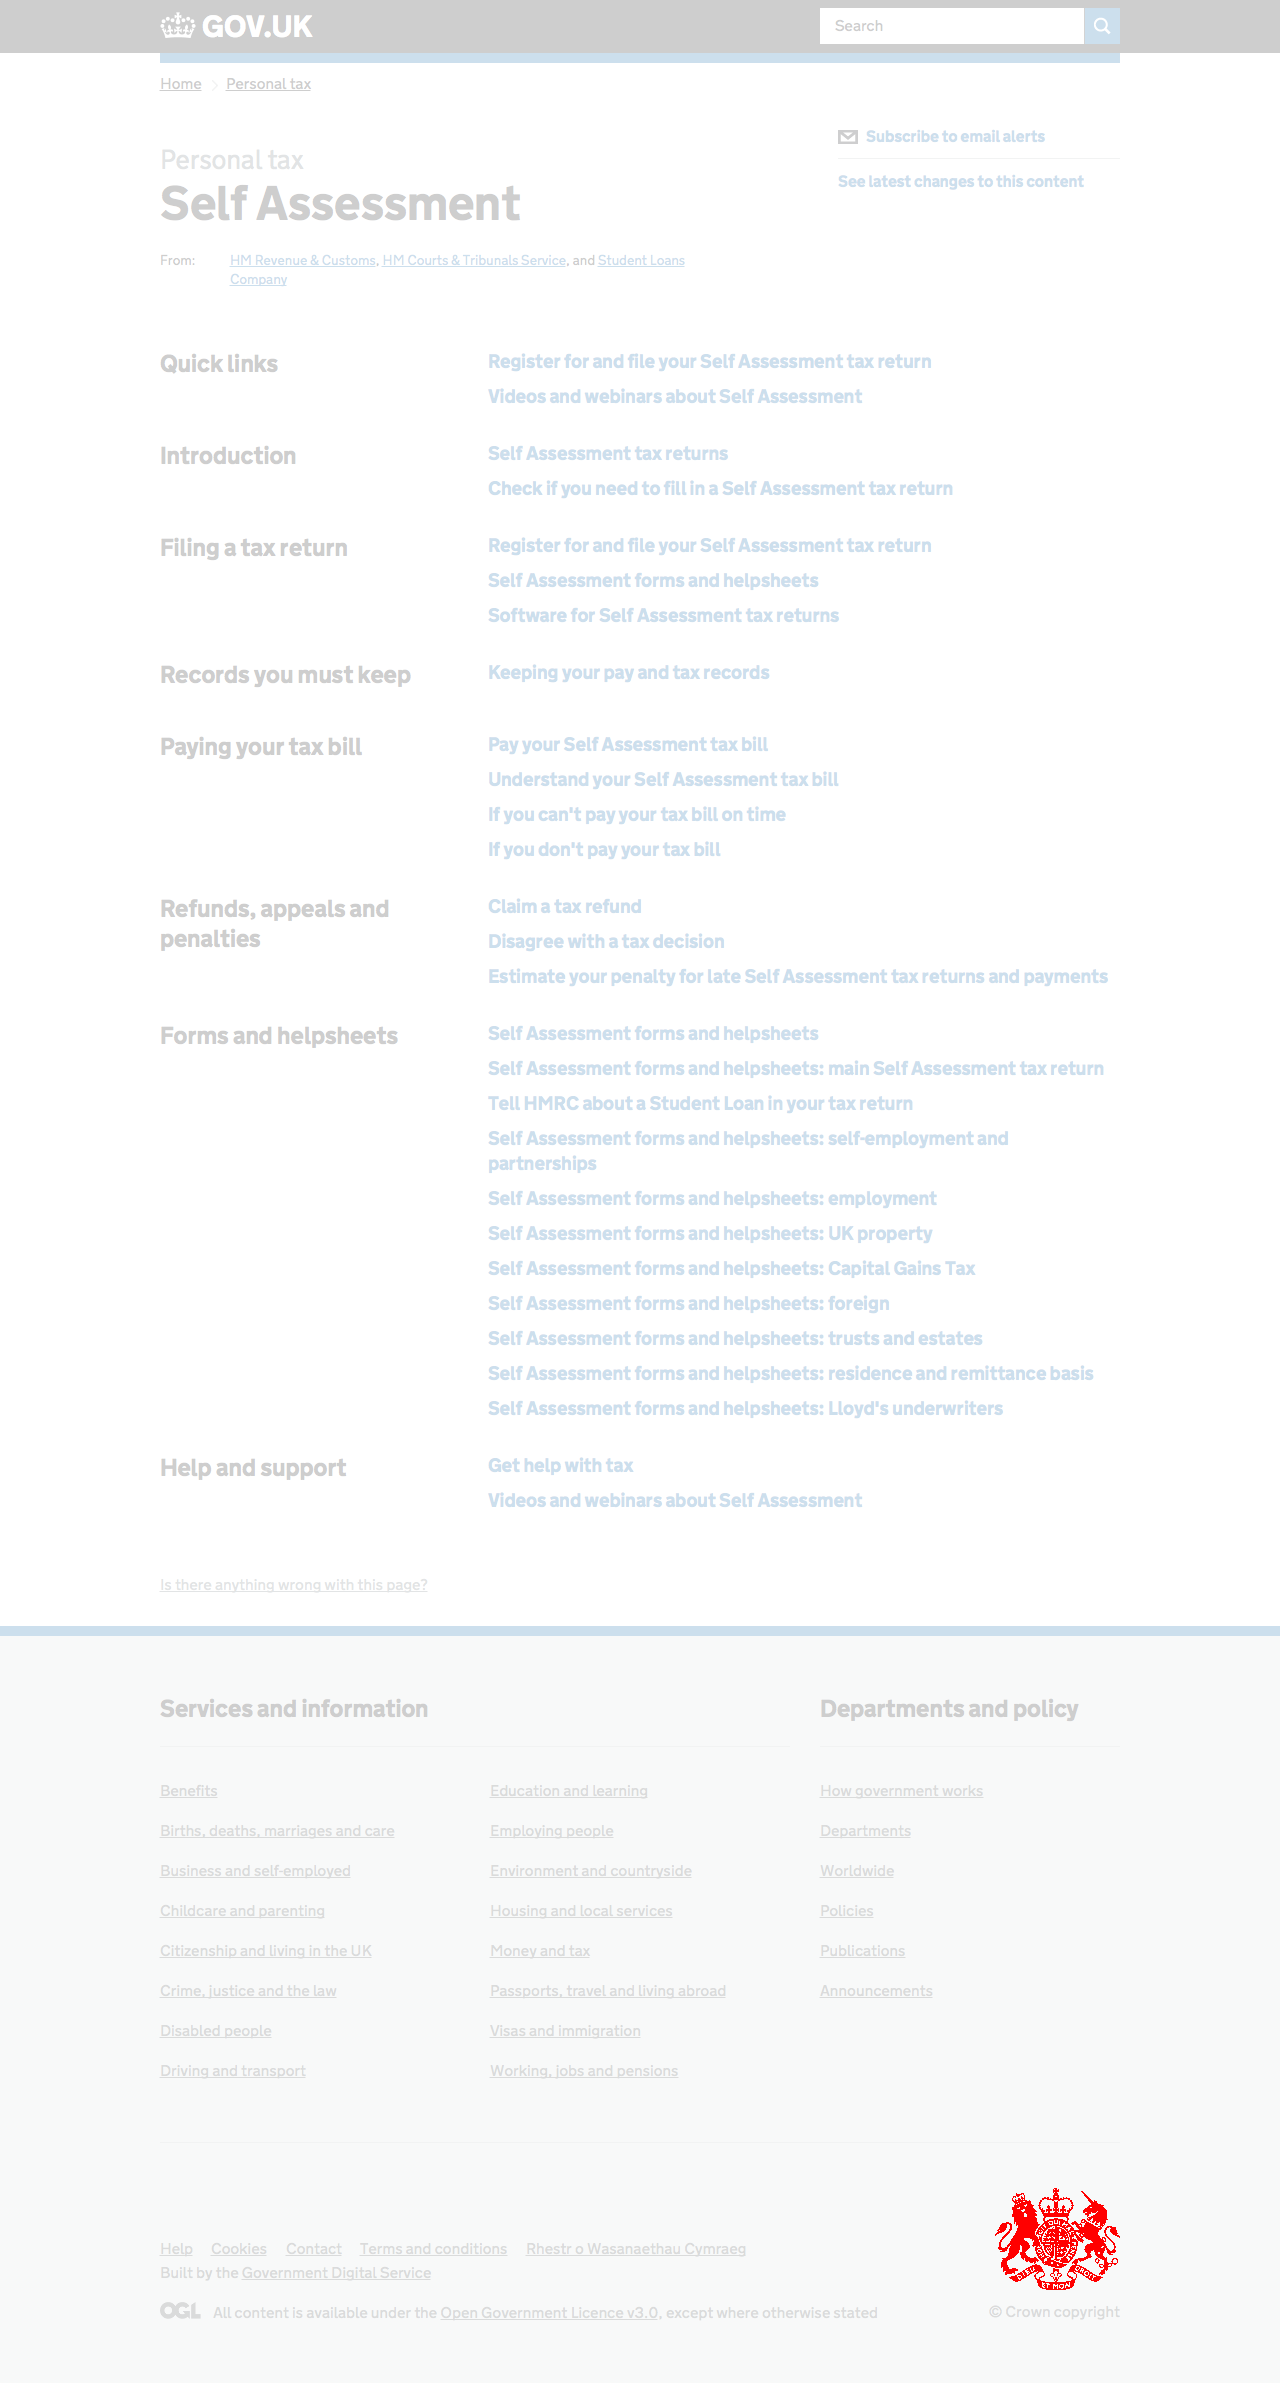 GOV.UK
Search
Home
Personal tax
Subscribe to email alerts
See latest changes to this content
Personal tax
Self Assessment
From:
HM Revenue & Customs, HM Courts & Tribunals Service, and Student Loans
Company
Quick links
Register for and file your Self Assessment tax return
Videos and webinars about Self Assessment
Introduction
Self Assessment tax returns
Check if you need to fill in a Self Assessment tax return
Filing a tax return
Register for and file your Self Assessment tax return
Self Assessment forms and helpsheets
Software for Self Assessment tax returns
Records you must keep
Keeping your pay and tax records
Paying your tax bill
Pay your Self Assessment tax bill
Understand your Self Assessment tax bill
If you can't pay your tax bill on time
If you don't pay your tax bill
Refunds, appeals and
penalties
Claim a tax refund
Disagree with a tax decision
Estimate your penalty for late Self Assessment tax returns and payments
Forms and helpsheets
Self Assessment forms and helpsheets
Self Assessment forms and helpsheets: main Self Assessment tax return
Tell HMRC about a Student Loan in your tax return
Self Assessment forms and helpsheets: self-employment and
partnerships
Self Assessment forms and helpsheets: employment
Self Assessment forms and helpsheets: UK property
Self Assessment forms and helpsheets: Capital Gains Tax
Self Assessment forms and helpsheets: foreign
Self Assessment forms and helpsheets: trusts and estates
Self Assessment forms and helpsheets: residence and remittance basis
Self Assessment forms and helpsheets: Lloyd's underwriters
Help and support
Get help with tax
Videos and webinars about Self Assessment
Is there anything wrong with this page?
Services and information
Benefits
Births, deaths, marriages and care
Business and self-employed
Childcare and parenting
Citizenship and living in the UK
Crime, justice and the law
Disabled people
Driving and transport
Education and learning
Employing people
Environment and countryside
Housing and local services
Money and tax
Passports, travel and living abroad
Visas and immigration
Working, jobs and pensions
Departments and policy
How government works
Departments
Worldwide
Policies
Publications
Announcements
Help Cookies Contact Terms and conditions Rhestr o Wasanaethau Cymraeg
Built by the Government Digital Service
OGL All content is available under the Open Government Licence v3.0, except where otherwise stated
© Crown copyright